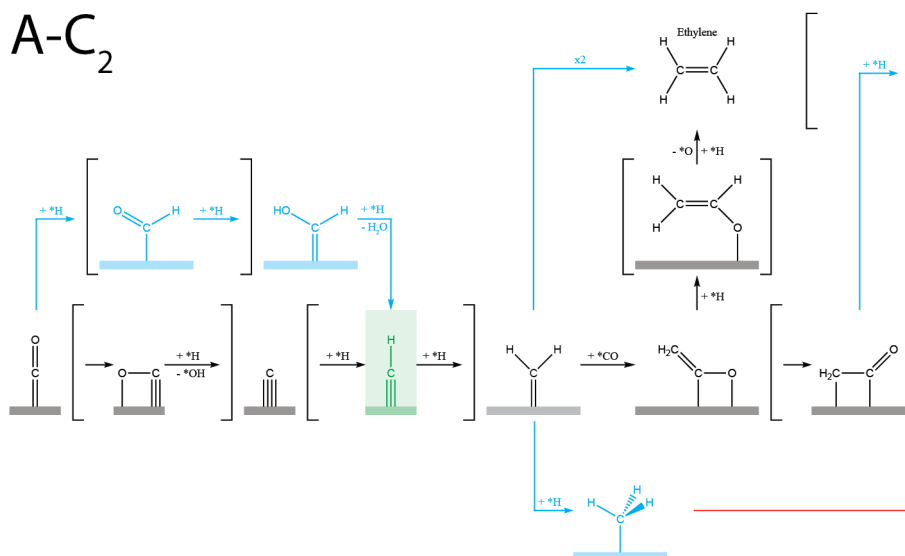 A-C2
Ethylene
x2
+ *H
H H
C=C
H H
- *O + *H
+ *H
O H
C
+ *H
HO H
C
+ *H
- H2O
H H
C=C
H O
+ *H
O
C
O C
+ *H
- *OH
C
+ *H
H
C
+ *H
H H
C
+ *CO
H2C
C O
H2C C O
+ *H
H H H
C